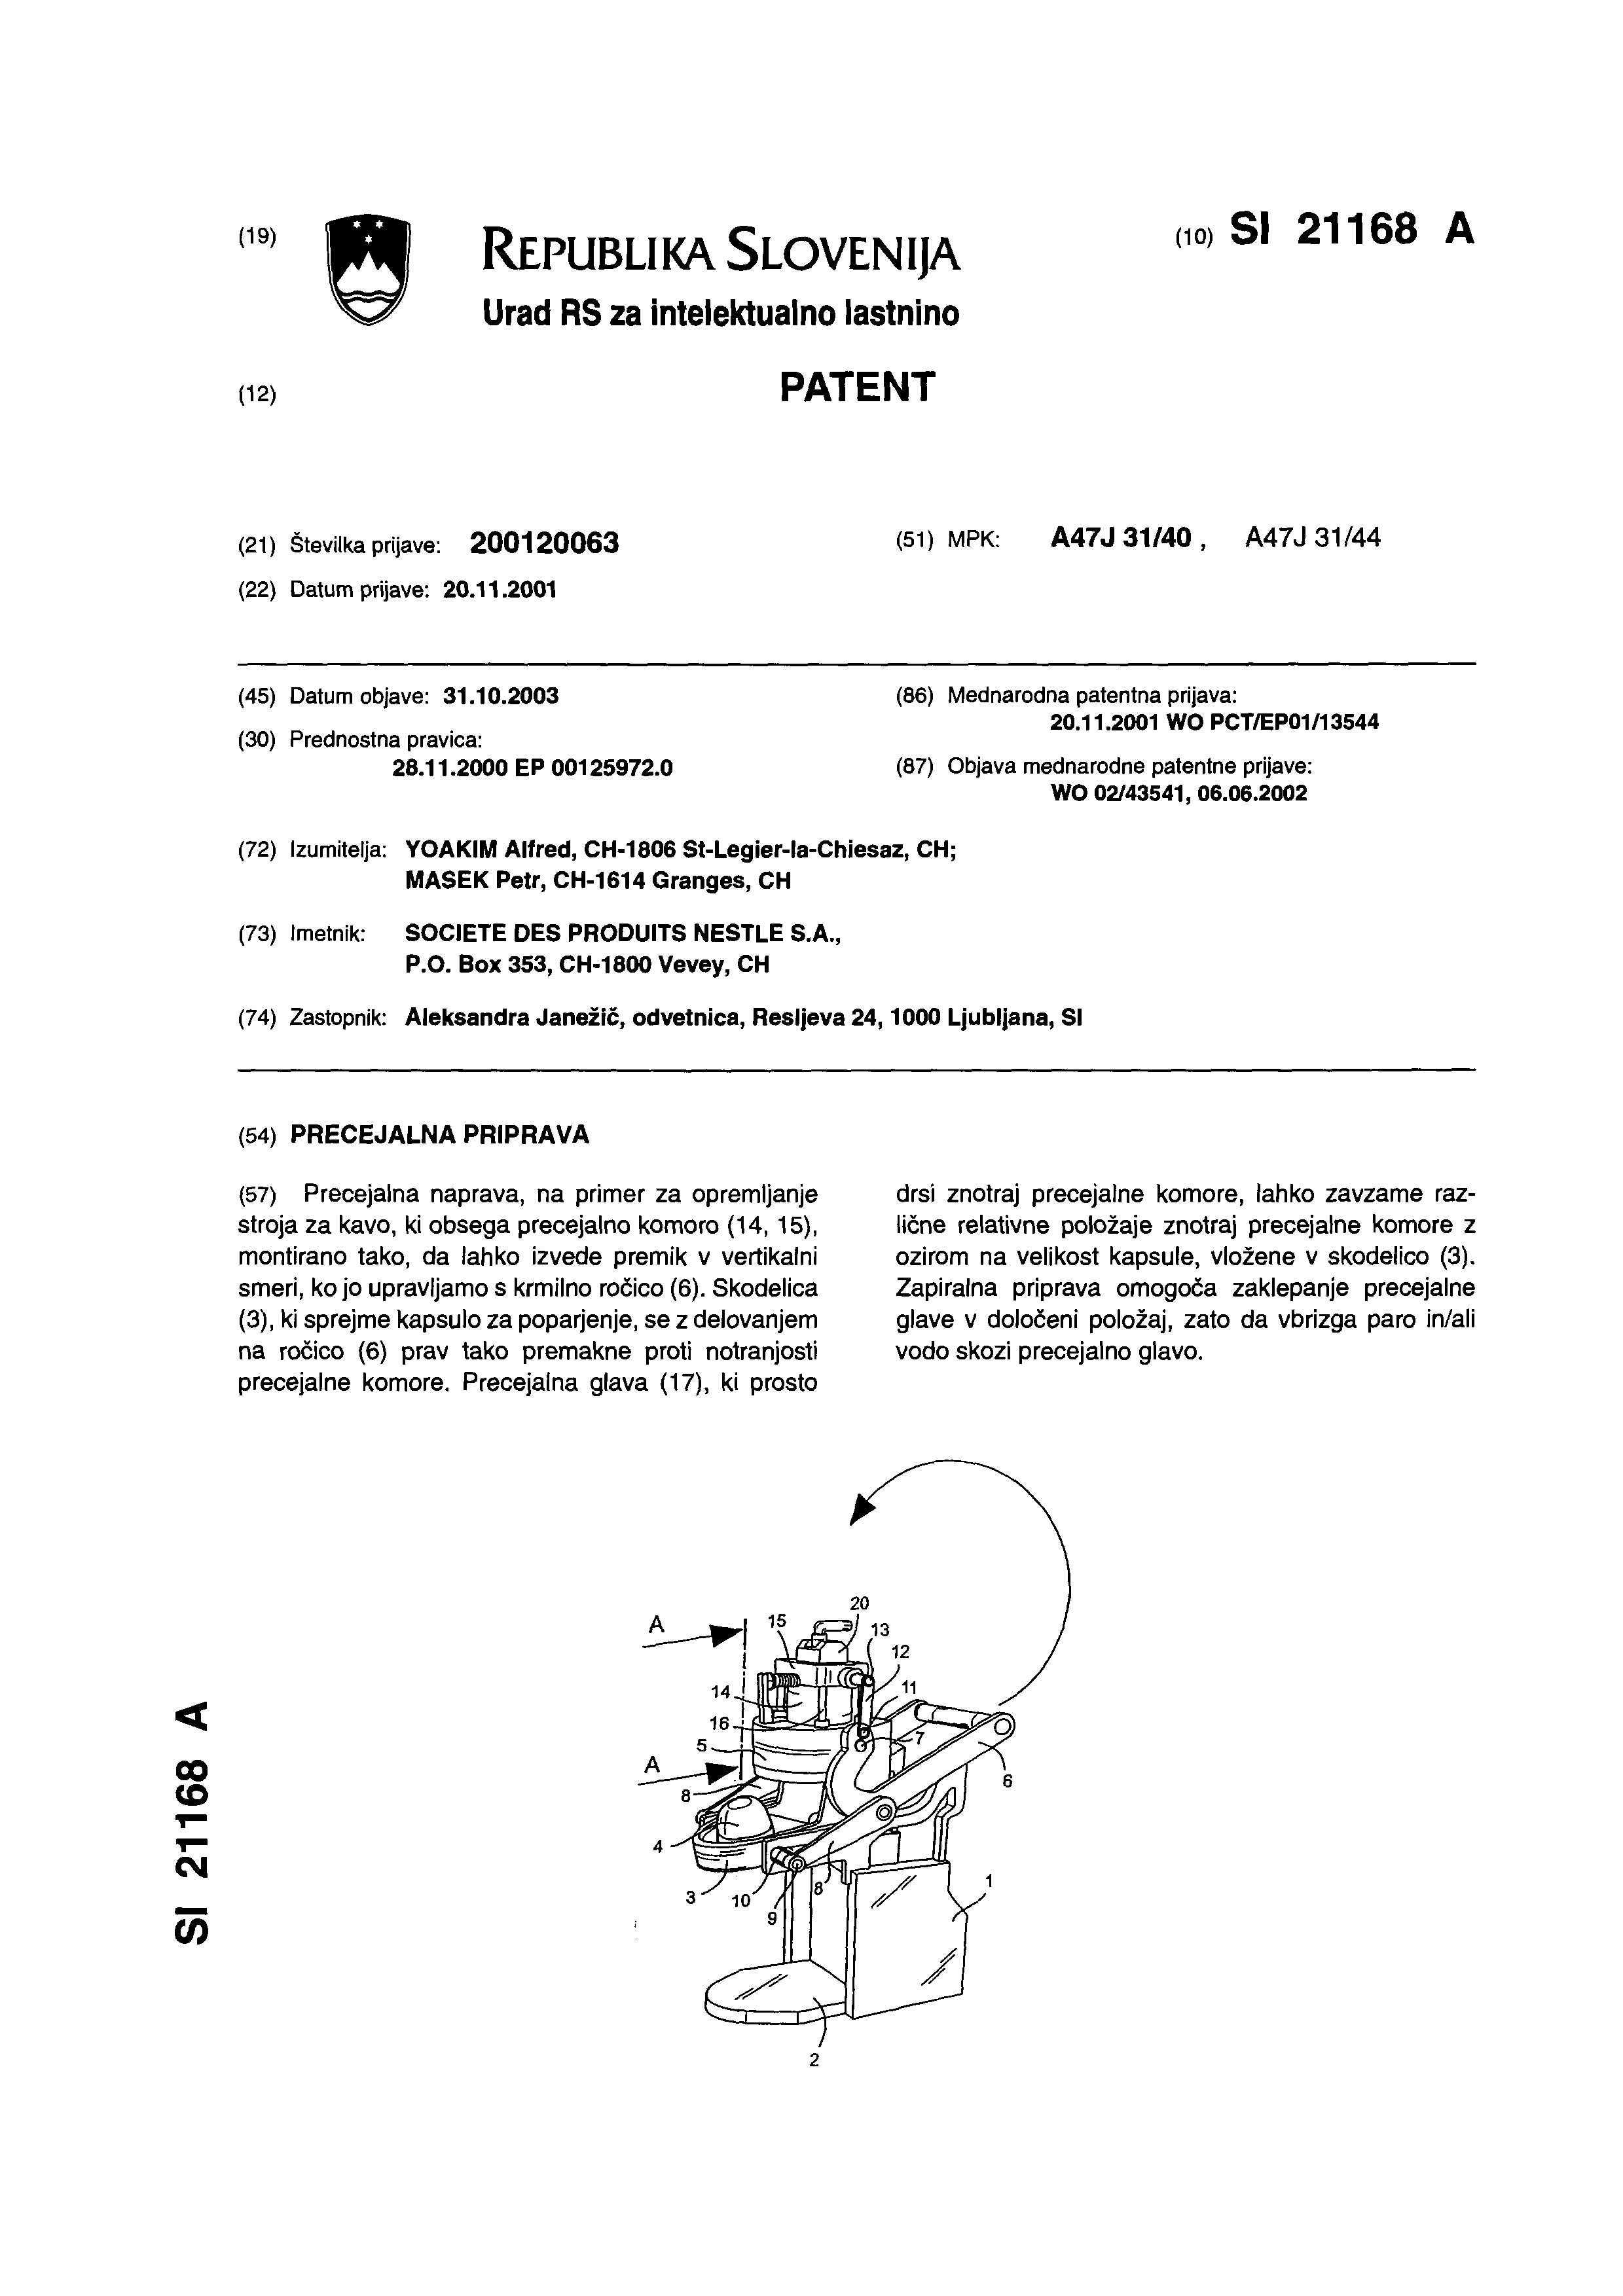 (19)
REPUBLIKA SLOVENIJA
Urad RS za intelektualno lastnino
(10) SI 21168 A
(12)
PATENT
(21) Številka prijave: 200120063
(22) Datum prijave: 20.11.2001
(51) MPK: A47J 31/40 , A47J 31/44
(45) Datum objave: 31.10.2003
(30) Prednostna pravica:
28.11.2000 EP 00125972.0
(86) Mednarodna patentna prijava:
20.11.2001 WO PCT/EP01/13544
(87) Objava mednarodne patentne prijave:
WO 02/43541, 06.06.2002
(72) Izumitelja: YOAKIM Alfred, CH-1806 St-Legier-la-Chiesaz, CH;
MASEK Petr, CH-1614 Granges, CH
(73) Imetnik: SOCIETE DES PRODUITS NESTLE S.A.,
P.O. Box 353, CH-1800 Vevey, CH
(74) Zastopnik: Aleksandra Janežič, odvetnica, Resljeva 24, 1000 Ljubljana, SI
(54) PRECEJALNA PRIPRAVA
(57) Precejalna naprava, na primer za opremljanje
stroja za kavo, ki obsega precejalno komoro (14, 15),
montirano tako, da lahko izvede premik v vertikalni
smeri, ko jo upravljamo s krmilno ročico (6). Skodelica
(3), ki sprejme kapsulo za poparjenje, se z delovanjem
na ročico (6) prav tako premakne proti notranjosti
precejalne komore. Precejalna glava (17), ki prosto
drsi znotraj precejalne komore, lahko zavzame raz-
lične relativne položaje znotraj precejalne komore z
ozirom na velikost kapsule, vložene v skodelico (3).
Zapiralna priprava omogoča zaklepanje precejalne
glave v določeni položaj, zato da vbrizga paro in/ali
vodo skozi precejalno glavo.
20
A
15
13
12
14
11
16
7
5
A
6
8
4
3
10
8
9
1
2
SI 21168 A